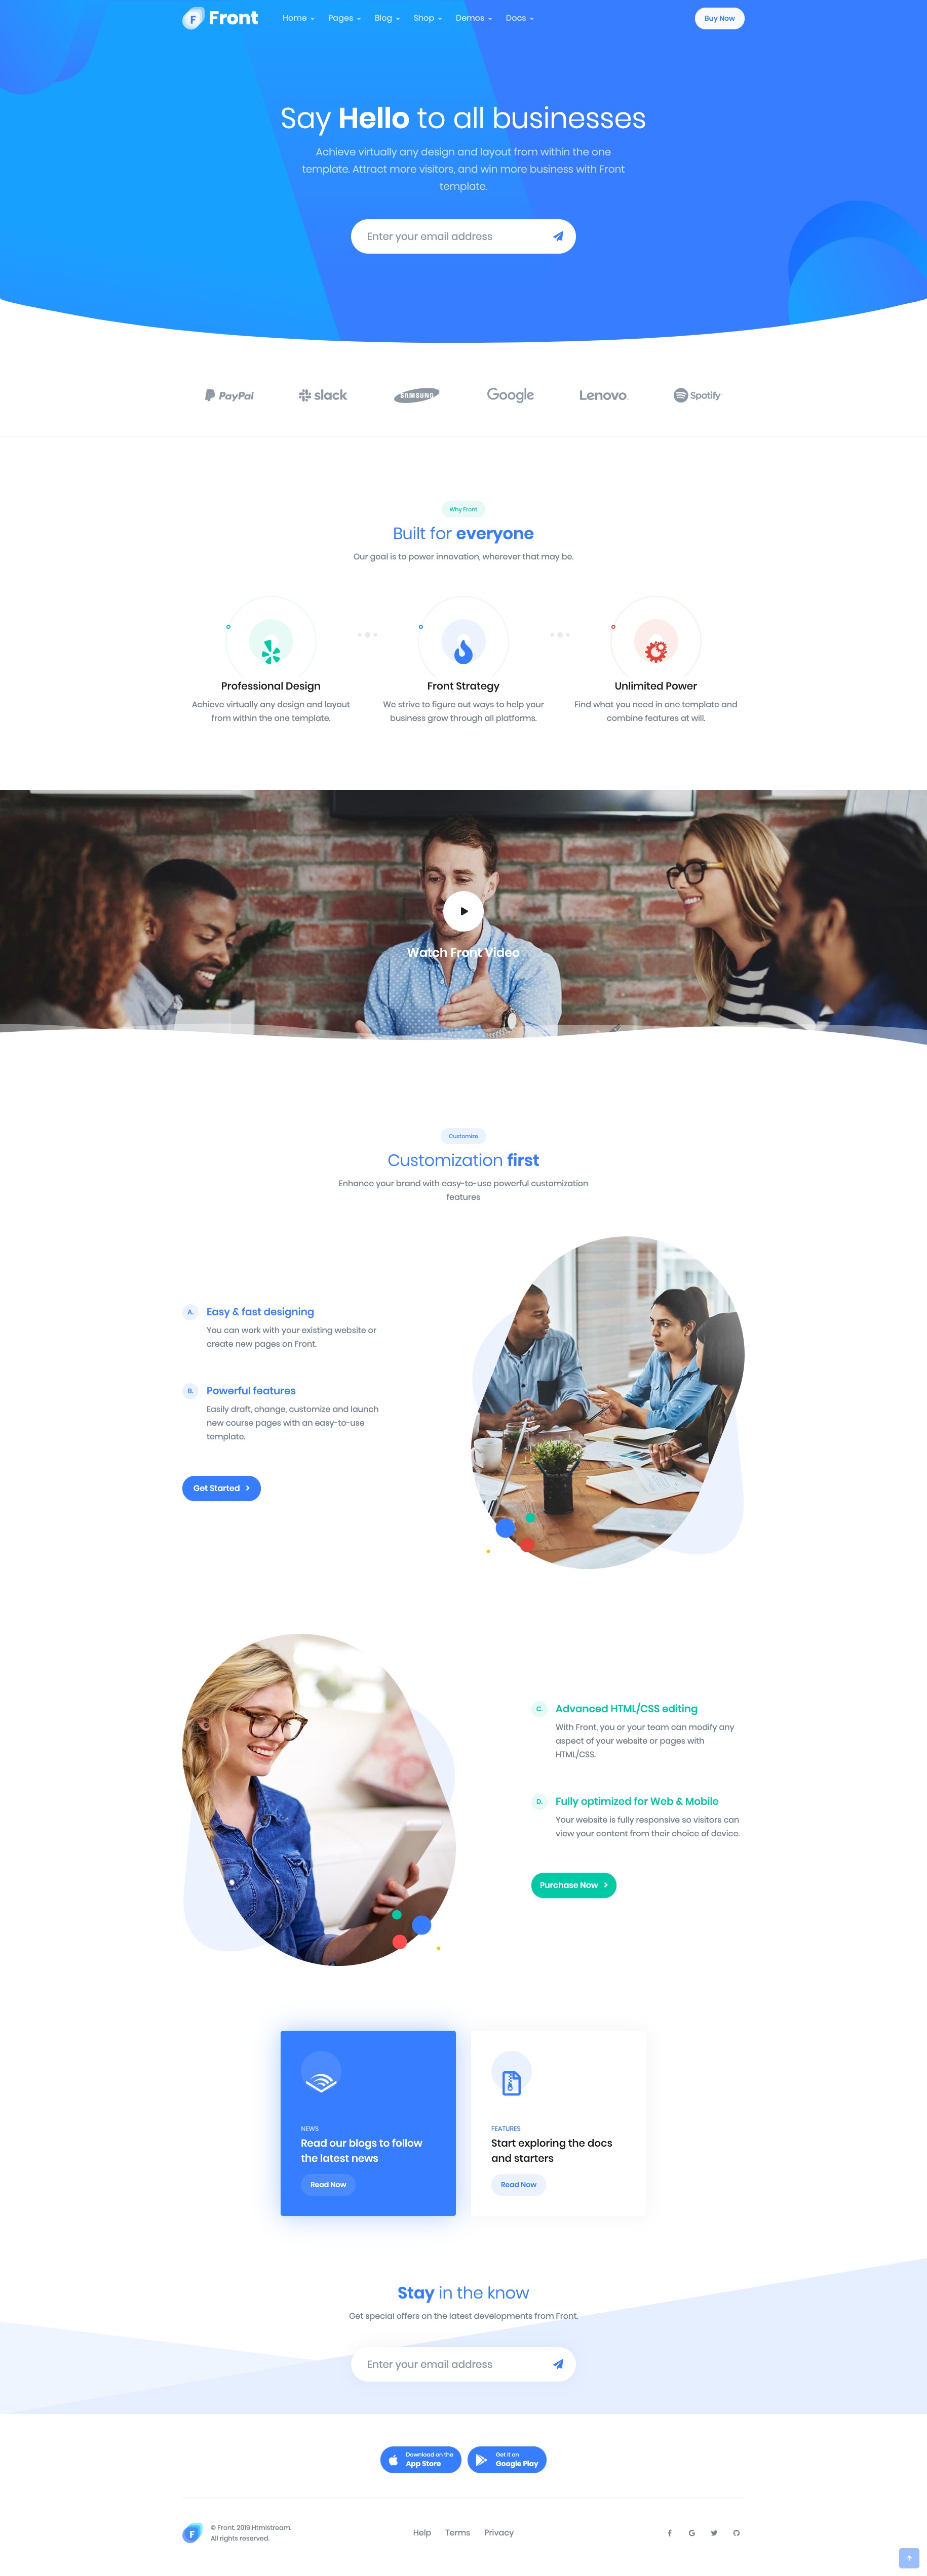 F Front
Home Pages Blog Shop Demos Docs
Buy Now
Say Hello to all businesses
Achieve virtually any design and layout from within the one
template. Attract more visitors, and win more business with Front
template.
Enter your email address
PayPal slack SAMSUNG Google Lenovo Spotify
Why Front
Built for everyone
Our goal is to power innovation, wherever that may be.
Professional Design
Achieve virtually any design and layout
from within the one template.
Front Strategy
We strive to figure out ways to help your
business grow through all platforms.
Unlimited Power
Find what you need in one template and
combine features at will.
Watch Front Video
Customize
Customization first
Enhance your brand with easy-to-use powerful customization
features
A. Easy & fast designing
You can work with your existing website or
create new pages on Front.
B. Powerful features
Easily draft, change, customize and launch
new course pages with an easy-to-use
template.
Get Started
C. Advanced HTML/CSS editing
With Front, you or your team can modify any
aspect of your website or pages with
HTML/CSS.
D. Fully optimized for Web & Mobile
Your website is fully responsive so visitors can
view your content from their choice of device.
Purchase Now
NEWS
Read our blogs to follow
the latest news
Read Now
FEATURES
Start exploring the docs
and starters
Read Now
Stay in the know
Get special offers on the latest developments from Front.
Enter your email address
Download on the
App Store
Get it on
Google Play
F
© Front. 2019 Htmlstream.
All rights reserved.
Help Terms Privacy